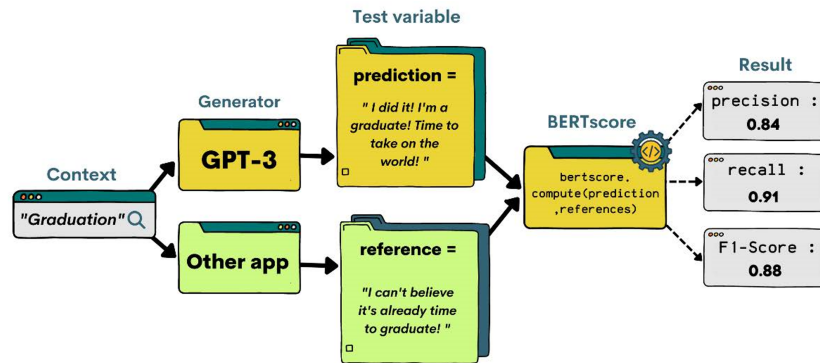 Test variable
prediction =
" I did it! I'm a
graduate! Time to
take on the
world! "
Generator
GPT-3
Context
"Graduation"
Other app
reference =
"I can't believe
it's already time
to graduate! "
BERTscore
</>
bertscore.
compute(prediction
,references)
Result
precision :
0.84
recall :
0.91
F1-Score :
0.88